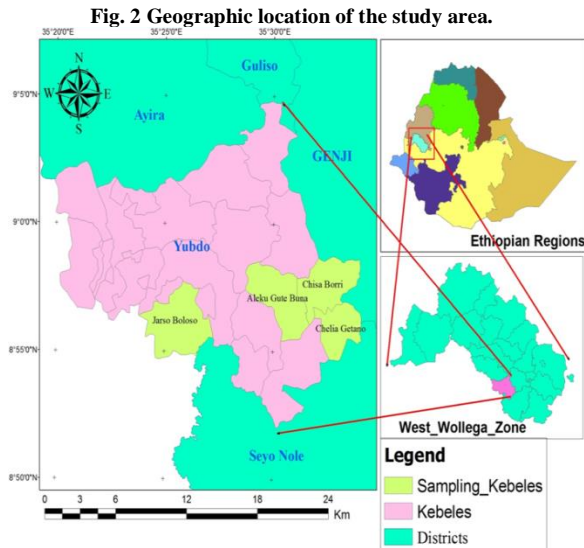 Fig. 2 Geographic location of the study area.
35°20'0"E
35°25'0"E
35°30'0"E
N
W
E
S
9°5'0"N
9°0'0"N
8°55'0"N
8°50'0"N
Guliso
Ayira
GENJI
Yubdo
Chisa Borri
Aleku Gute Buna
Jarso Boloso
Chelia Getano
Seyo Nole
0 1.5 3 6 12 18 24
Km
Ethiopian Regions
West_Wollega_Zone
Legend
Sampling_Kebeles
Kebeles
Districts